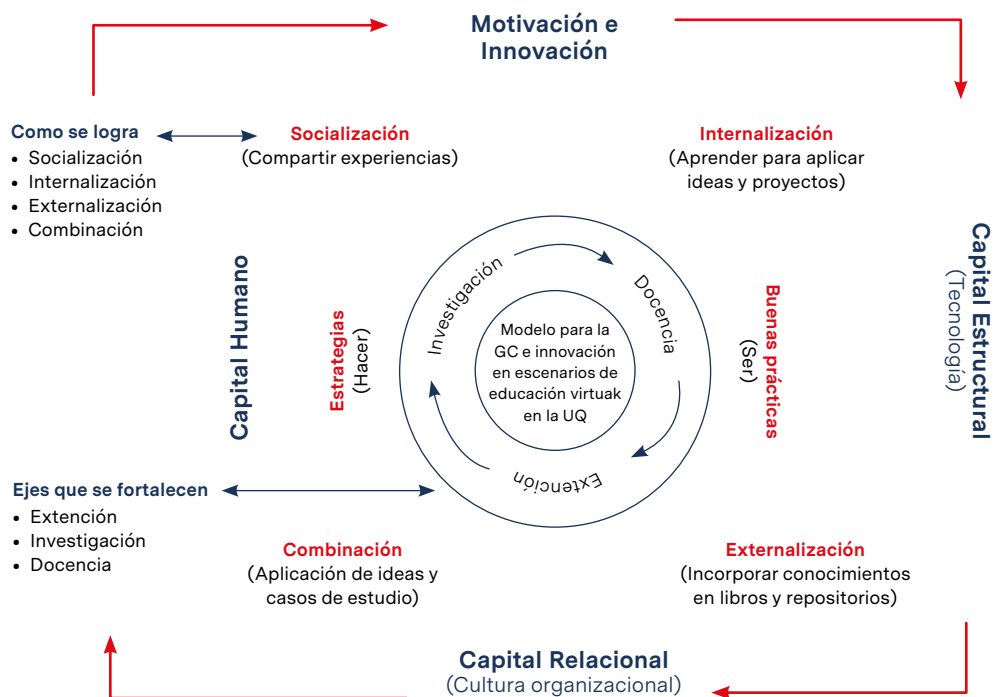 Motivación e
Innovación
Como se logra
• Socialización
• Internalización
• Externalización
• Combinación
Socialización
(Compartir experiencias)
Internalización
(Aprender para aplicar
ideas y proyectos)
Capital Humano
Estrategias
(Hacer)
Investigación
Docencia
Extención
Modelo para la
GC e innovación
en escenarios de
educación virtuak
en la UQ
Buenas prácticas
(Ser)
Capital Estructural
(Tecnología)
Ejes que se fortalecen
• Extención
• Investigación
• Docencia
Combinación
(Aplicación de ideas y
casos de estudio)
Externalización
(Incorporar conocimientos
en libros y repositorios)
Capital Relacional
(Cultura organizacional)